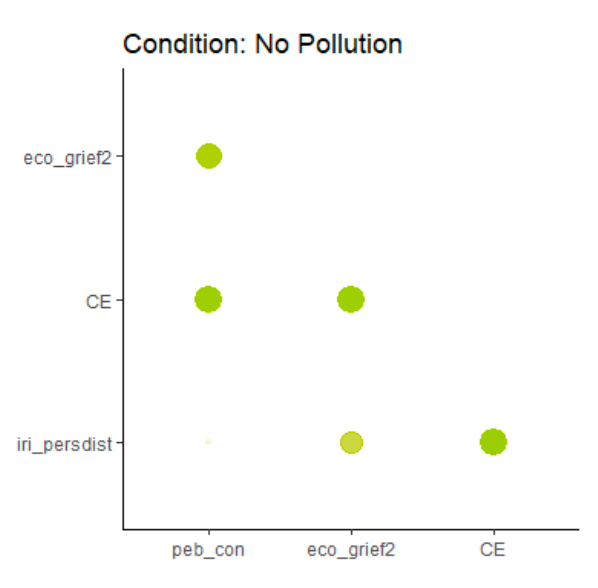 Condition: No Pollution
eco_grief2
CE
iri_persdist
peb_con eco_grief2 CE